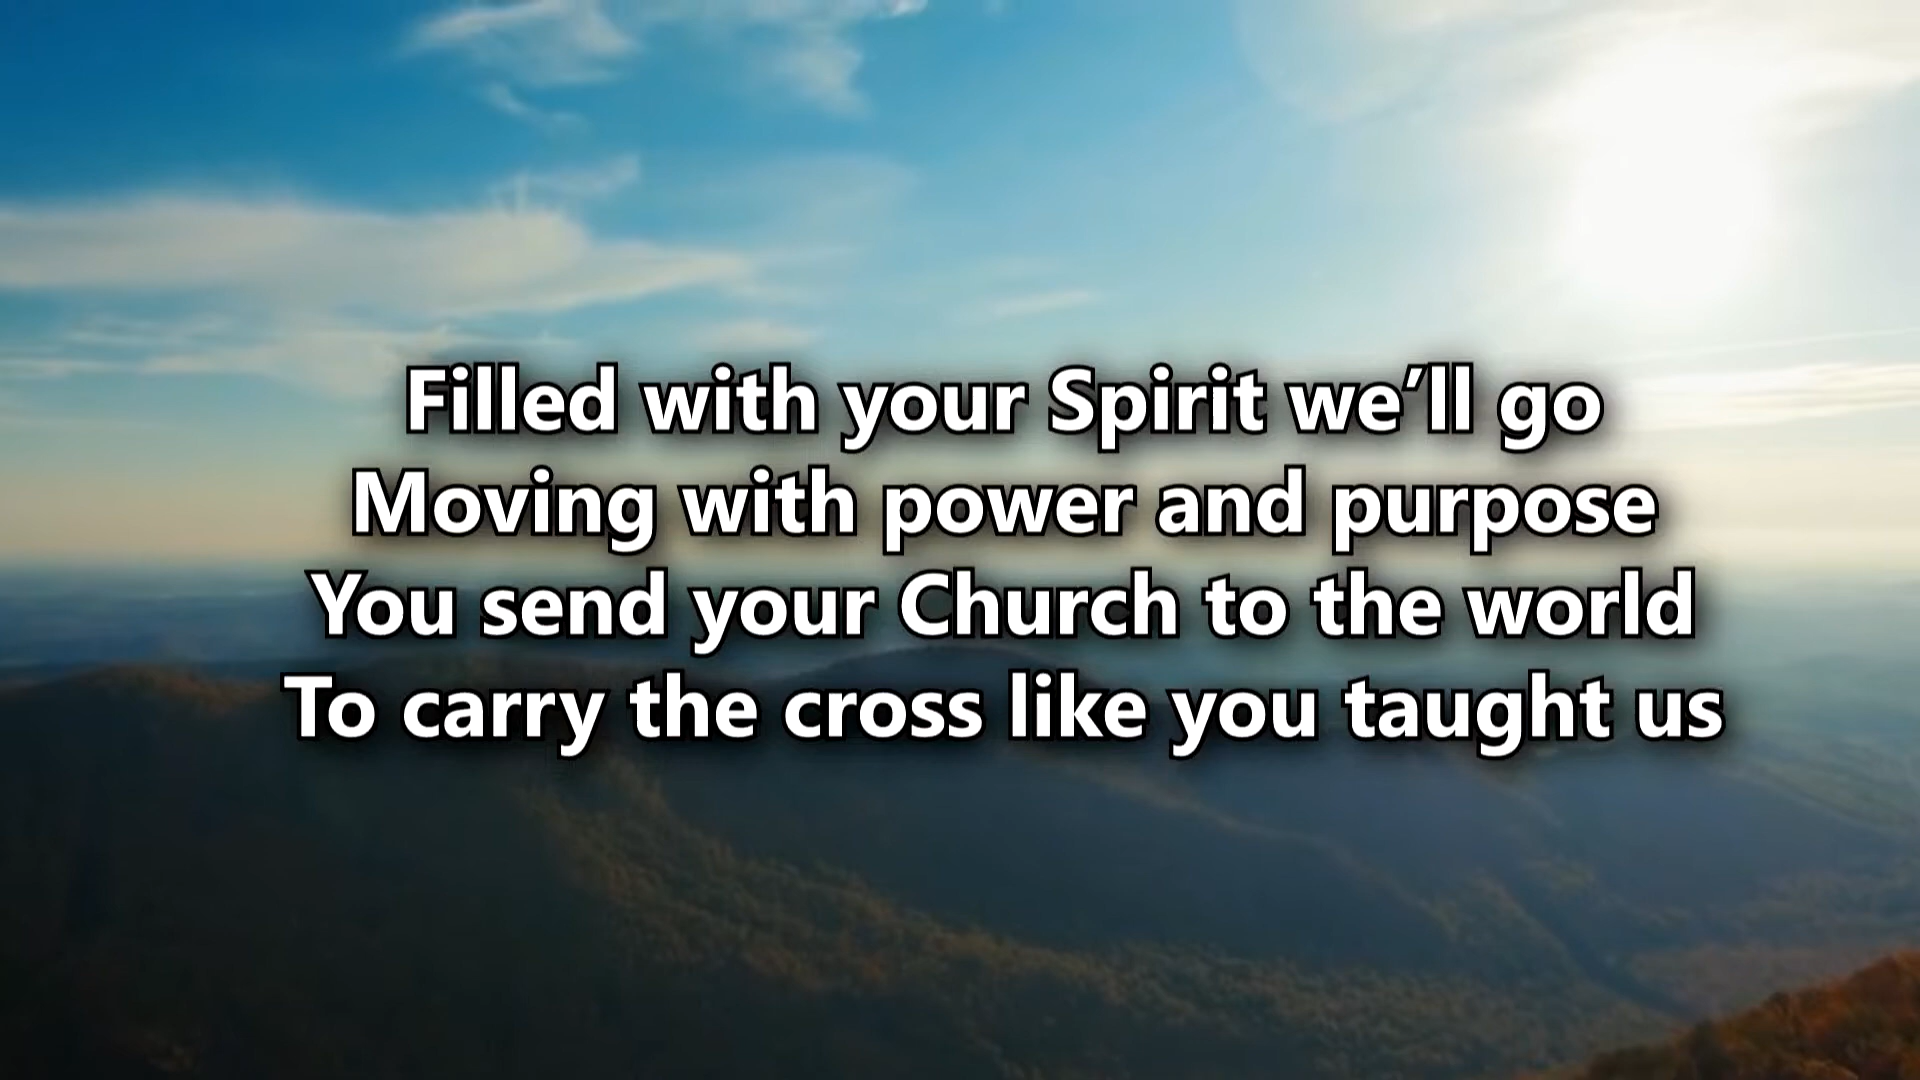 Filled with your Spirit we’ll go
Moving with power and purpose
You send your Church to the world
To carry the cross like you taught us